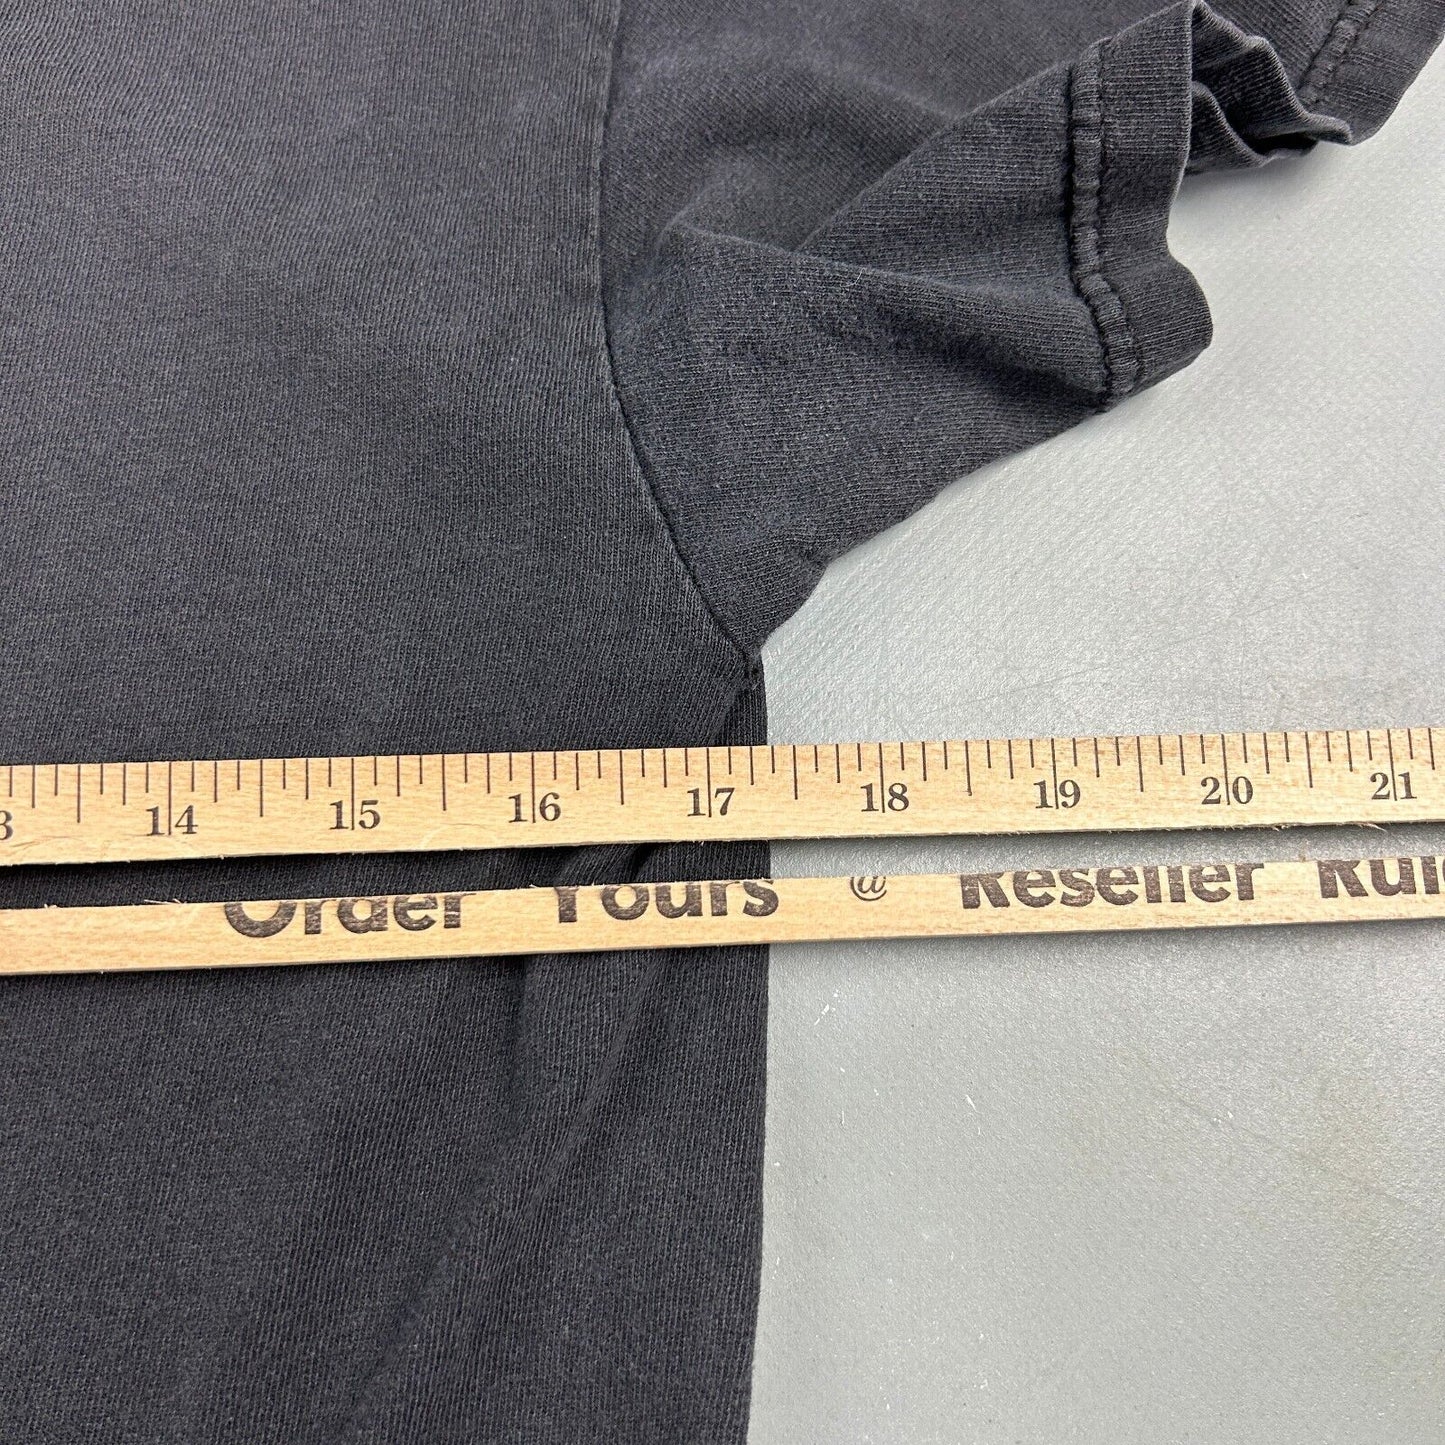 14 15 16 17 18 19 20 21
Order Yours @ Reseller